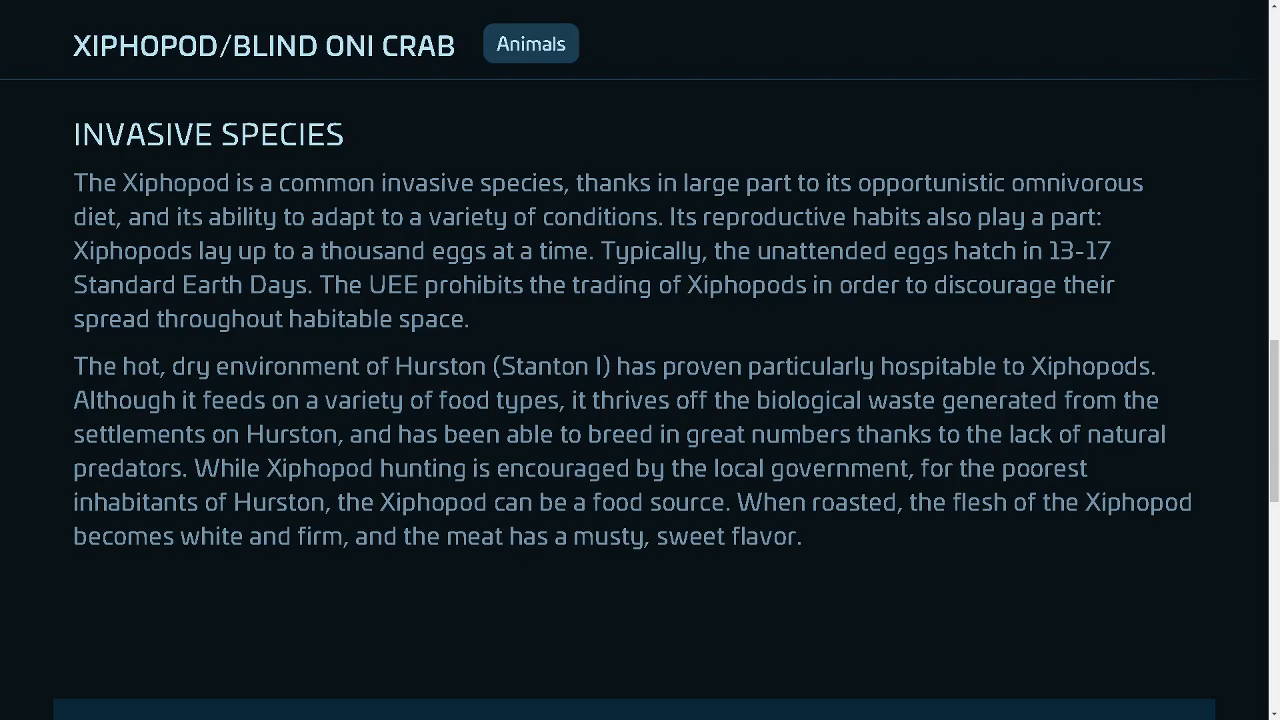 XIPHOPOD/BLIND ONI CRAB Animals
INVASIVE SPECIES
The Xiphopod is a common invasive species, thanks in large part to its opportunistic omnivorous
diet, and its ability to adapt to a variety of conditions. Its reproductive habits also play a part:
Xiphopods lay up to a thousand eggs at a time. Typically, the unattended eggs hatch in 13-17
Standard Earth Days. The UEE prohibits the trading of Xiphopods in order to discourage their
spread throughout habitable space.
The hot, dry environment of Hurston (Stanton I) has proven particularly hospitable to Xiphopods.
Although it feeds on a variety of food types, it thrives off the biological waste generated from the
settlements on Hurston, and has been able to breed in great numbers thanks to the lack of natural
predators. While Xiphopod hunting is encouraged by the local government, for the poorest
inhabitants of Hurston, the Xiphopod can be a food source. When roasted, the flesh of the Xiphopod
becomes white and firm, and the meat has a musty, sweet flavor.